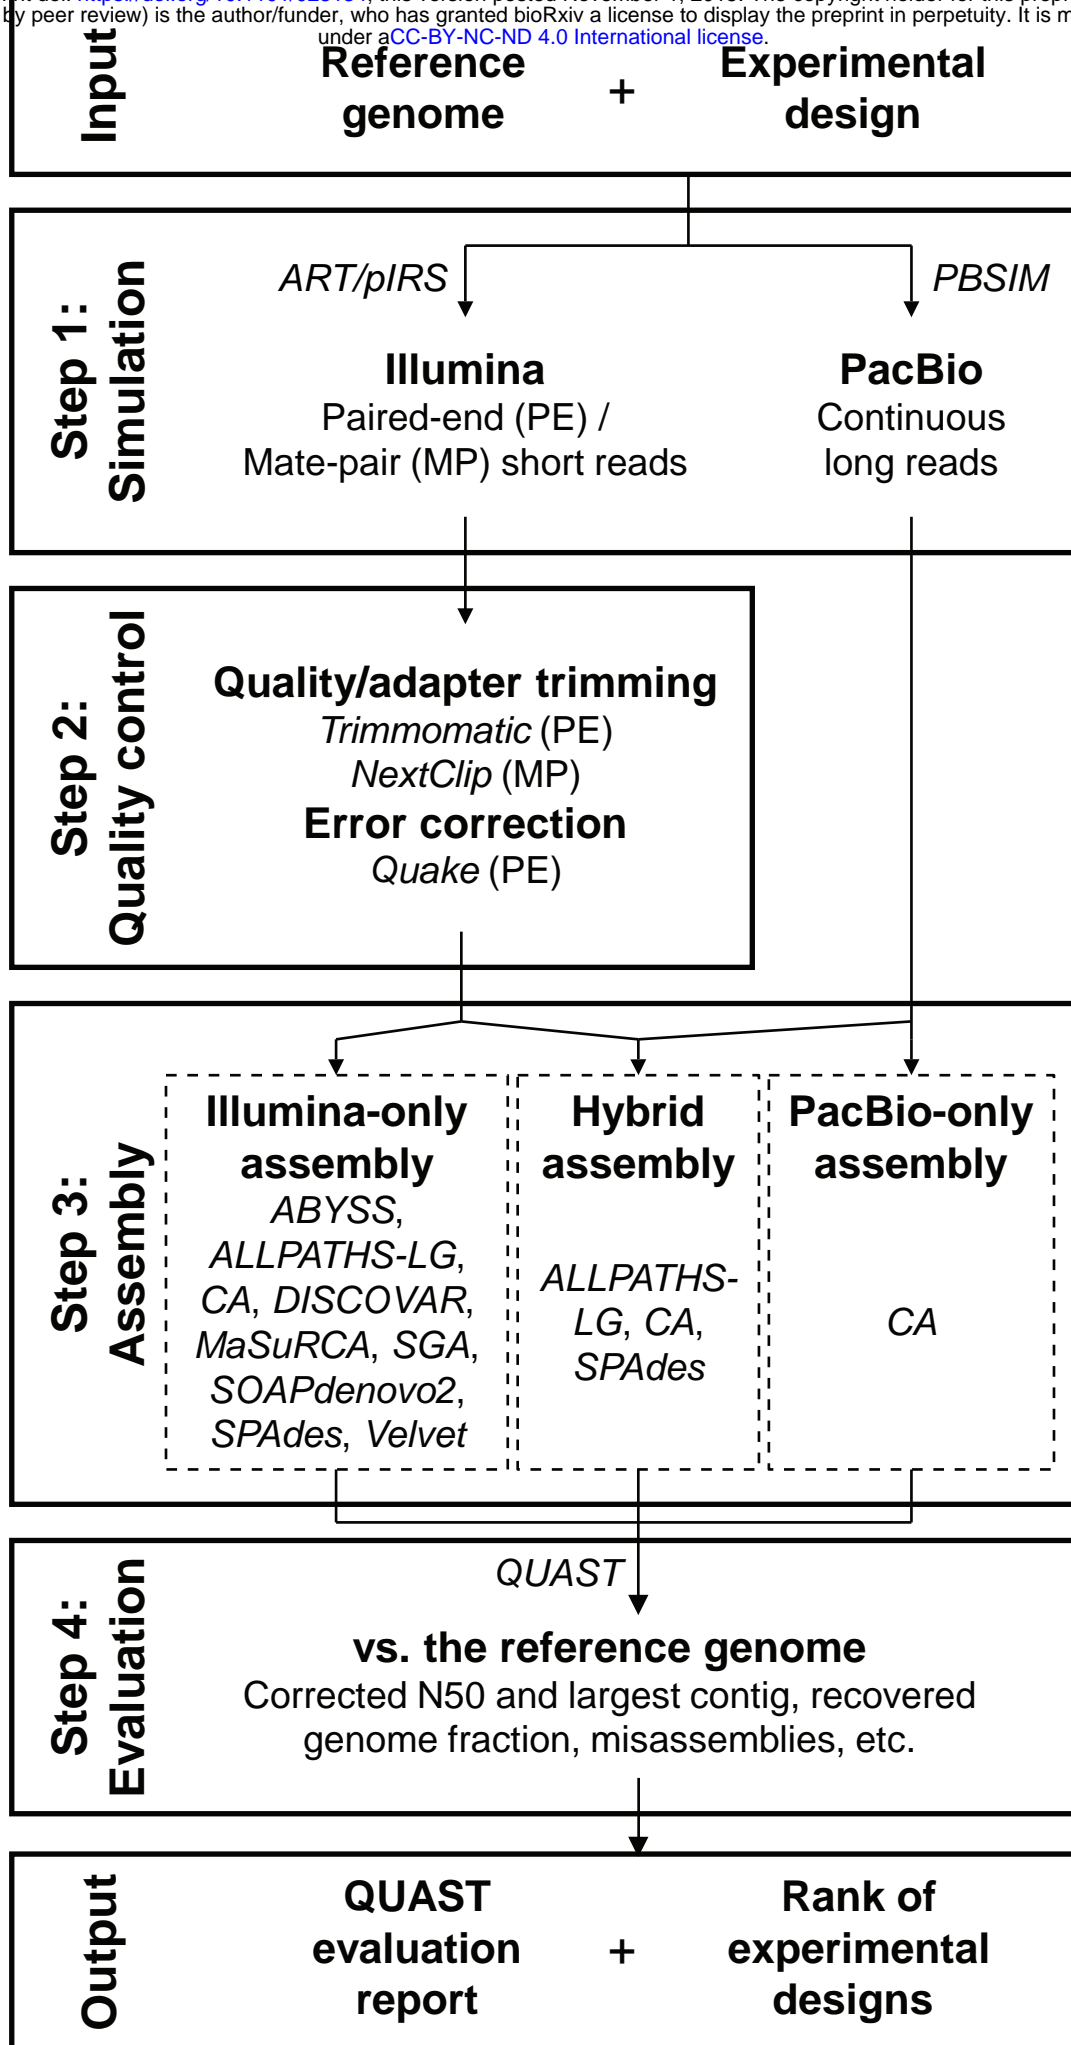 by peer review) is the author/funder, who has granted bioRxiv a license to display the preprint in perpetuity. It is
under aCC-BY-NC-ND 4.0 International license.
Input
Reference
genome
+
Experimental
design
Step 1:
Simulation
ART/pIRS
PBSIM
Illumina
Paired-end (PE) /
Mate-pair (MP) short reads
PacBio
Continuous
long reads
Step 2:
Quality control
Quality/adapter trimming
Trimmomatic (PE)
NextClip (MP)
Error correction
Quake (PE)
Step 3:
Assembly
Illumina-only
assembly
ABYSS,
ALLPATHS-LG,
CA, DISCOVAR,
MaSuRCA, SGA,
SOAPdenovo2,
SPAdes, Velvet
Hybrid
assembly
ALLPATHS-
LG, CA,
SPAdes
PacBio-only
assembly
CA
Step 4:
Evaluation
QUAST
vs. the reference genome
Corrected N50 and largest contig, recovered
genome fraction, misassemblies, etc.
Output
QUAST
evaluation
report
+
Rank of
experimental
designs